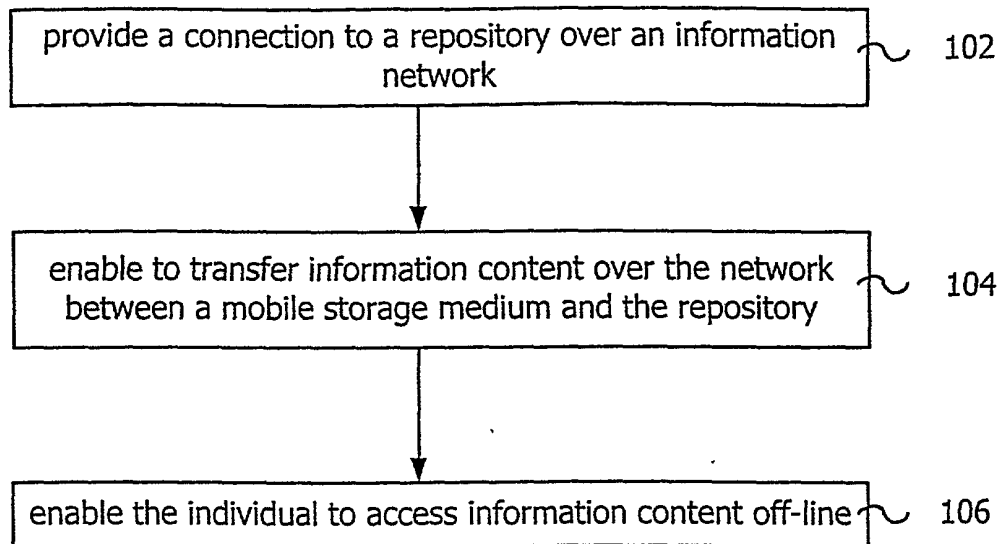 provide a connection to a repository over an information 102
network
enable to transfer information content over the network 104
between a mobile storage medium and the repository
enable the individual to access information content off-line 106